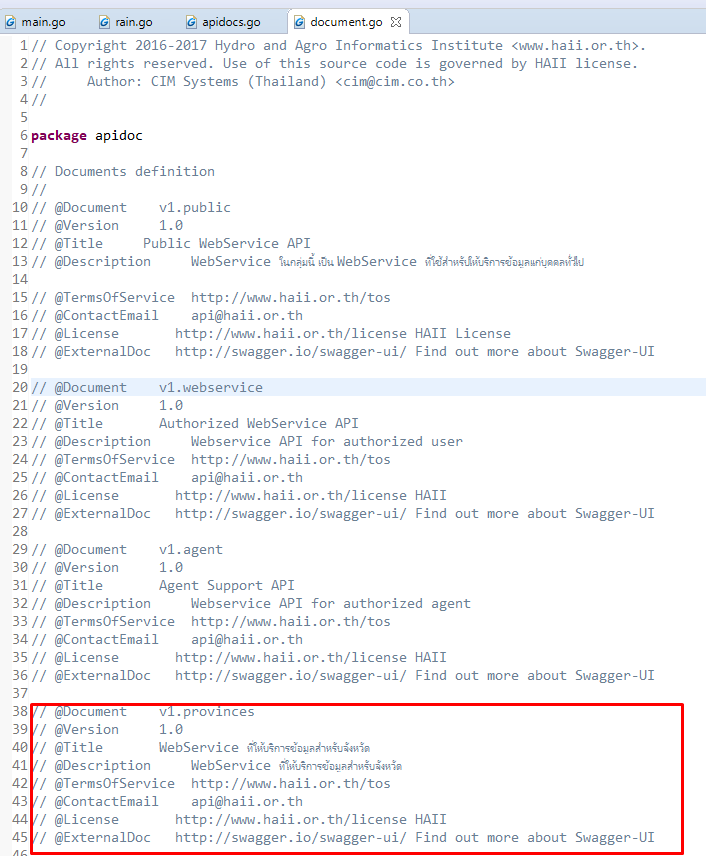 main.go rain.go apidocs.go document.go
1 // Copyright 2016-2017 Hydro and Agro Informatics Institute <www.haii.or.th>.
2 // All rights reserved. Use of this source code is governed by HAII license.
3 //     Author: CIM Systems (Thailand) <cim@cim.co.th>
4 //
5
6 package apidoc
7
8 // Documents definition
9 //
10 // @Document    v1.public
11 // @Version     1.0
12 // @Title     Public WebService API
13 // @Description     WebService ในกลุ่มนี้ เป็น WebService ที่ใช้สำหรับให้บริการข้อมูลแก่บุคคลทั่วไป
14
15 // @TermsOfService  http://www.haii.or.th/tos
16 // @ContactEmail    api@haii.or.th
17 // @License       http://www.haii.or.th/license HAII License
18 // @ExternalDoc   http://swagger.io/swagger-ui/ Find out more about Swagger-UI
19
20 // @Document    v1.webservice
21 // @Version     1.0
22 // @Title       Authorized WebService API
23 // @Description     Webservice API for authorized user
24 // @TermsOfService  http://www.haii.or.th/tos
25 // @ContactEmail    api@haii.or.th
26 // @License       http://www.haii.or.th/license HAII
27 // @ExternalDoc   http://swagger.io/swagger-ui/ Find out more about Swagger-UI
28
29 // @Document    v1.agent
30 // @Version     1.0
31 // @Title       Agent Support API
32 // @Description     Webservice API for authorized agent
33 // @TermsOfService  http://www.haii.or.th/tos
34 // @ContactEmail    api@haii.or.th
35 // @License       http://www.haii.or.th/license HAII
36 // @ExternalDoc   http://swagger.io/swagger-ui/ Find out more about Swagger-UI
37
38 // @Document    v1.provinces
39 // @Version     1.0
40 // @Title       WebService ที่ให้บริการข้อมูลสำหรับจังหวัด
41 // @Description     WebService ที่ให้บริการข้อมูลสำหรับจังหวัด
42 // @TermsOfService  http://www.haii.or.th/tos
43 // @ContactEmail    api@haii.or.th
44 // @License       http://www.haii.or.th/license HAII
45 // @ExternalDoc   http://swagger.io/swagger-ui/ Find out more about Swagger-UI
46